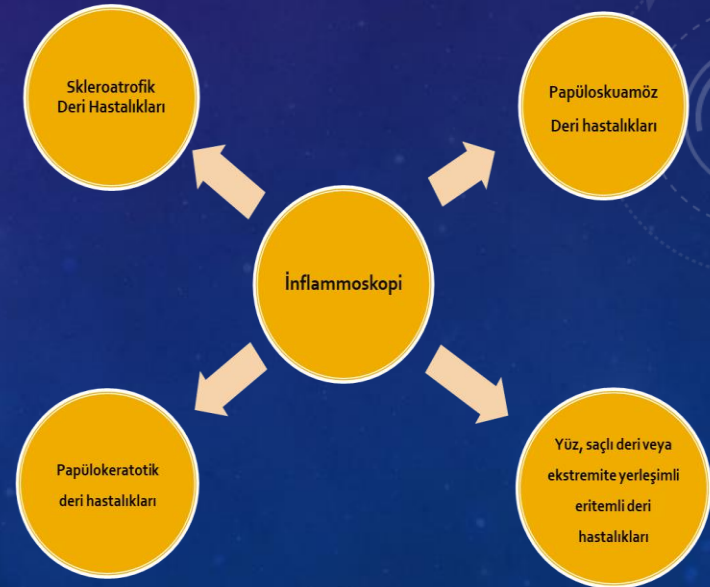 Skleroatrofik
Deri Hastalıkları
Papüloskuamöz
Deri hastalıkları
İnflammoskopi
Papülokeratotik
deri hastalıkları
Yüz, saçlı deri veya
ekstremite yerleşimli
eritemli deri
hastalıkları